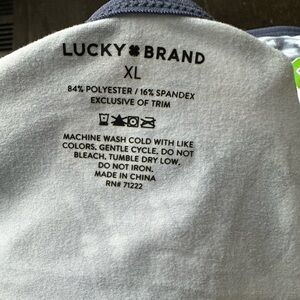 LUCKY BRAND
XL
84% POLYESTER / 16% SPANDEX
EXCLUSIVE OF TRIM
MACHINE WASH COLD WITH LIKE
COLORS. GENTLE CYCLE, DO NOT
BLEACH. TUMBLE DRY LOW,
DO NOT IRON.
MADE IN CHINA
RN# 71222